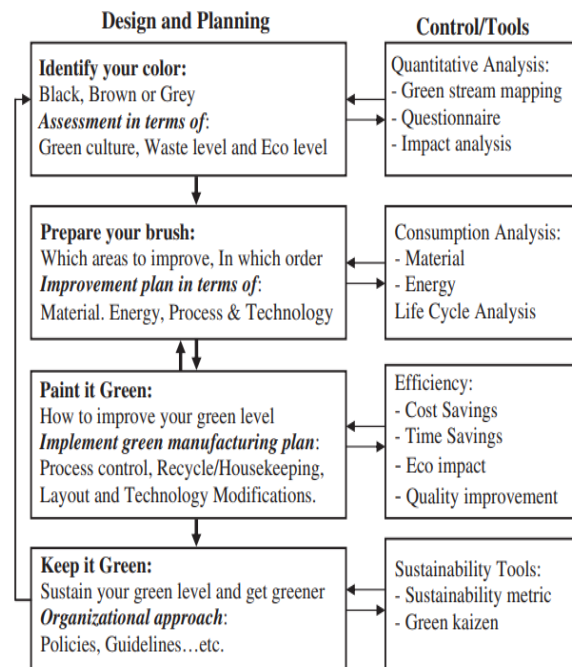 Design and Planning
Control/Tools
Identify your color:
Black, Brown or Grey
Assessment in terms of:
Green culture, Waste level and Eco level
Quantitative Analysis:
- Green stream mapping
- Questionnaire
- Impact analysis
Prepare your brush:
Which areas to improve, In which order
Improvement plan in terms of:
Material. Energy, Process & Technology
Consumption Analysis:
- Material
- Energy
Life Cycle Analysis
Paint it Green:
How to improve your green level
Implement green manufacturing plan:
Process control, Recycle/Housekeeping,
Layout and Technology Modifications.
Efficiency:
- Cost Savings
- Time Savings
- Eco impact
- Quality improvement
Keep it Green:
Sustain your green level and get greener
Organizational approach:
Policies, Guidelines...etc.
Sustainability Tools:
- Sustainability metric
- Green kaizen